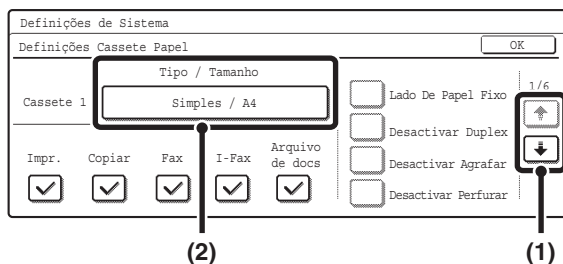 Definições de Sistema
Definições Cassete Papel
OK
Tipo / Tamanho
Cassete 1
Simples / A4
Impr.
Copiar
Fax
I-Fax
Arquivo
de docs
Lado De Papel Fixo
Desactivar Duplex
Desactivar Agrafar
Desactivar Perfurar
1/6
(2)
(1)